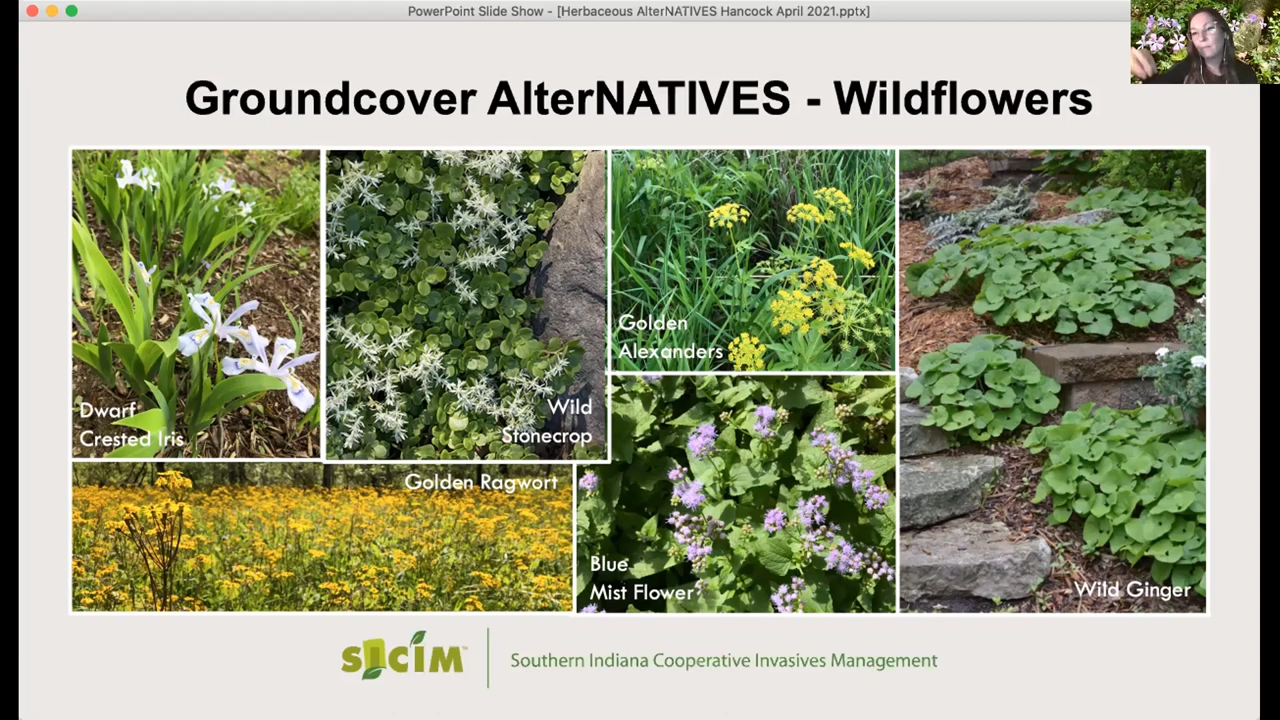 PowerPoint Slide Show - [Herbaceous AlterNATIVES Hancock April 2021.pptx]
Groundcover AlterNATIVES - Wildflowers
Dwarf
Crested Iris
Wild
Stonecrop
Golden
Alexanders
Golden Ragwort
Blue
Mist Flower
Wild Ginger
SICIM™
Southern Indiana Cooperative Invasives Management